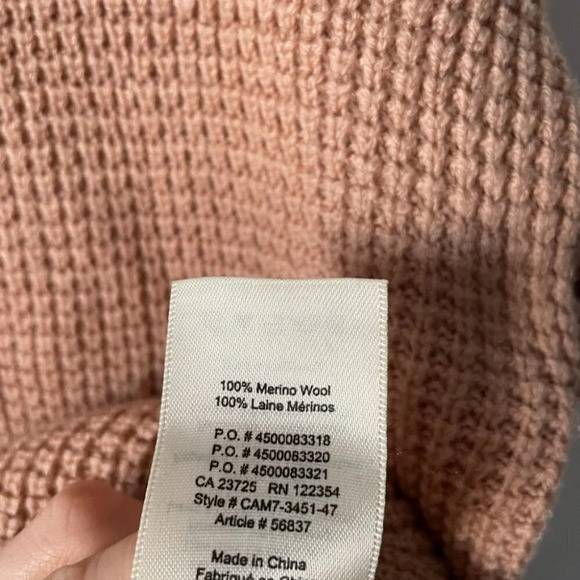 100% Merino Wool
100% Laine Mérinos
P.O. # 4500083318
P.O. # 4500083320
P.O. # 4500083321
CA 23725 RN 122354
Style # CAM7-3451-47
Article # 56837
Made in China
Fabriqué